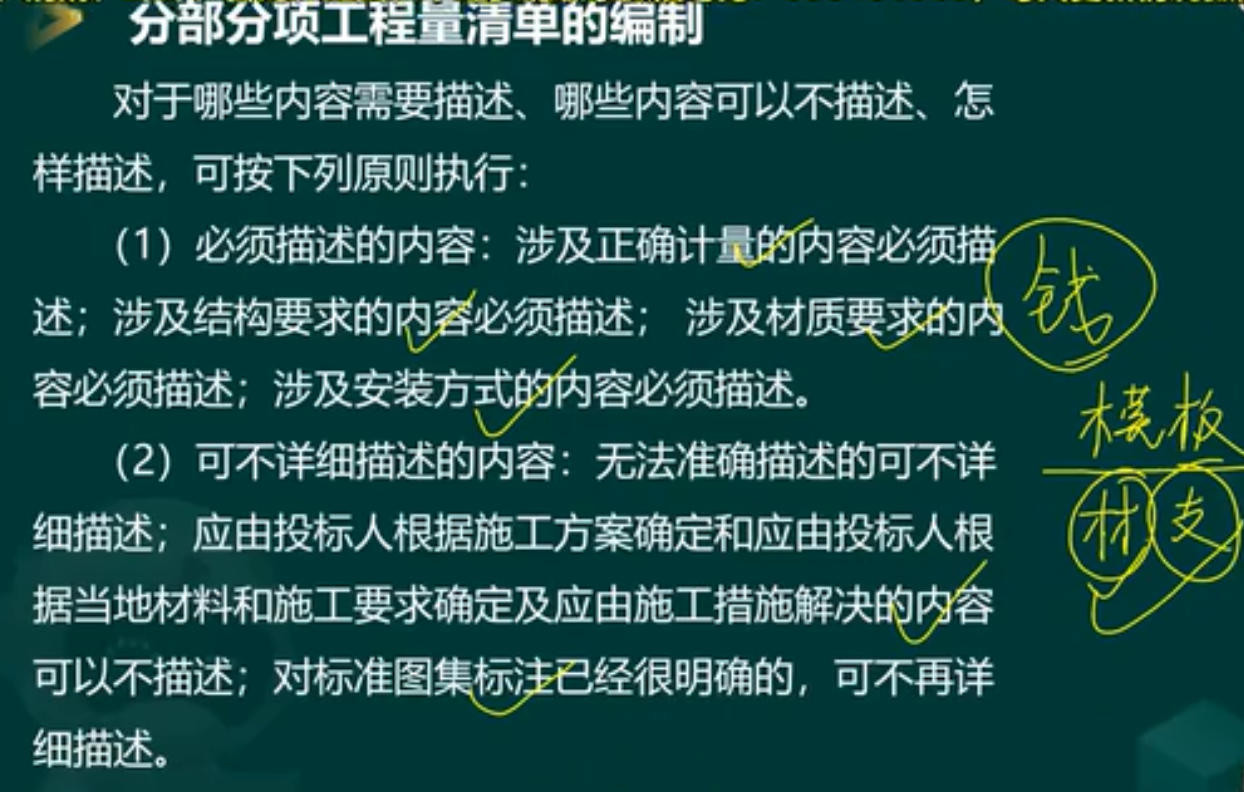 分部分项工程量清单的编制
对于哪些内容需要描述、哪些内容可以不描述、怎
样描述，可按下列原则执行：
（1）必须描述的内容：涉及正确计量的内容必须描
述；涉及结构要求的内容必须描述； 涉及材质要求的内
容必须描述；涉及安装方式的内容必须描述。
（2）可不详细描述的内容：无法准确描述的可不详
细描述；应由投标人根据施工方案确定和应由投标人根
据当地材料和施工要求确定及应由施工措施解决的内容
可以不描述；对标准图集标注已经很明确的，可不再详
细描述。
钱
模板
材 支